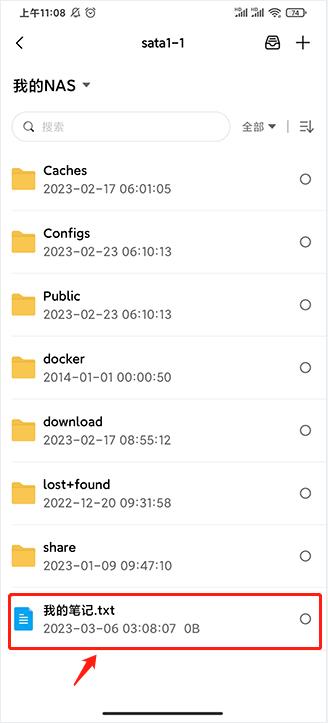 上午11:08
74
sata1-1
我的NAS
搜索
全部
Caches
2023-02-17 06:01:05
Configs
2023-02-23 06:10:13
Public
2023-02-23 06:10:13
docker
2014-01-01 00:00:50
download
2023-02-17 08:55:12
lost+found
2022-12-20 09:31:58
share
2023-01-09 09:47:10
我的笔记.txt
2023-03-06 03:08:07 0B